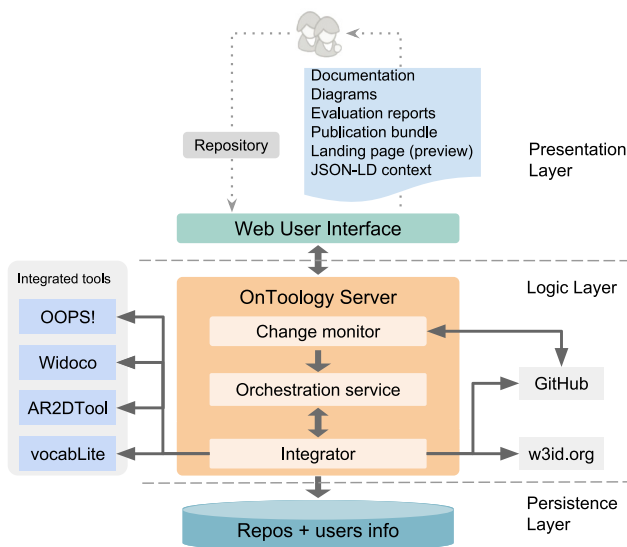 Documentation
Diagrams
Evaluation reports
Publication bundle
Landing page (preview)
JSON-LD context
Repository
Presentation
Layer
Web User Interface
Integrated tools
OOPS!
Widoco
AR2DTool
vocabLite
OnToology Server
Change monitor
Orchestration service
Integrator
Logic Layer
GitHub
w3id.org
Persistence
Layer
Repos + users info